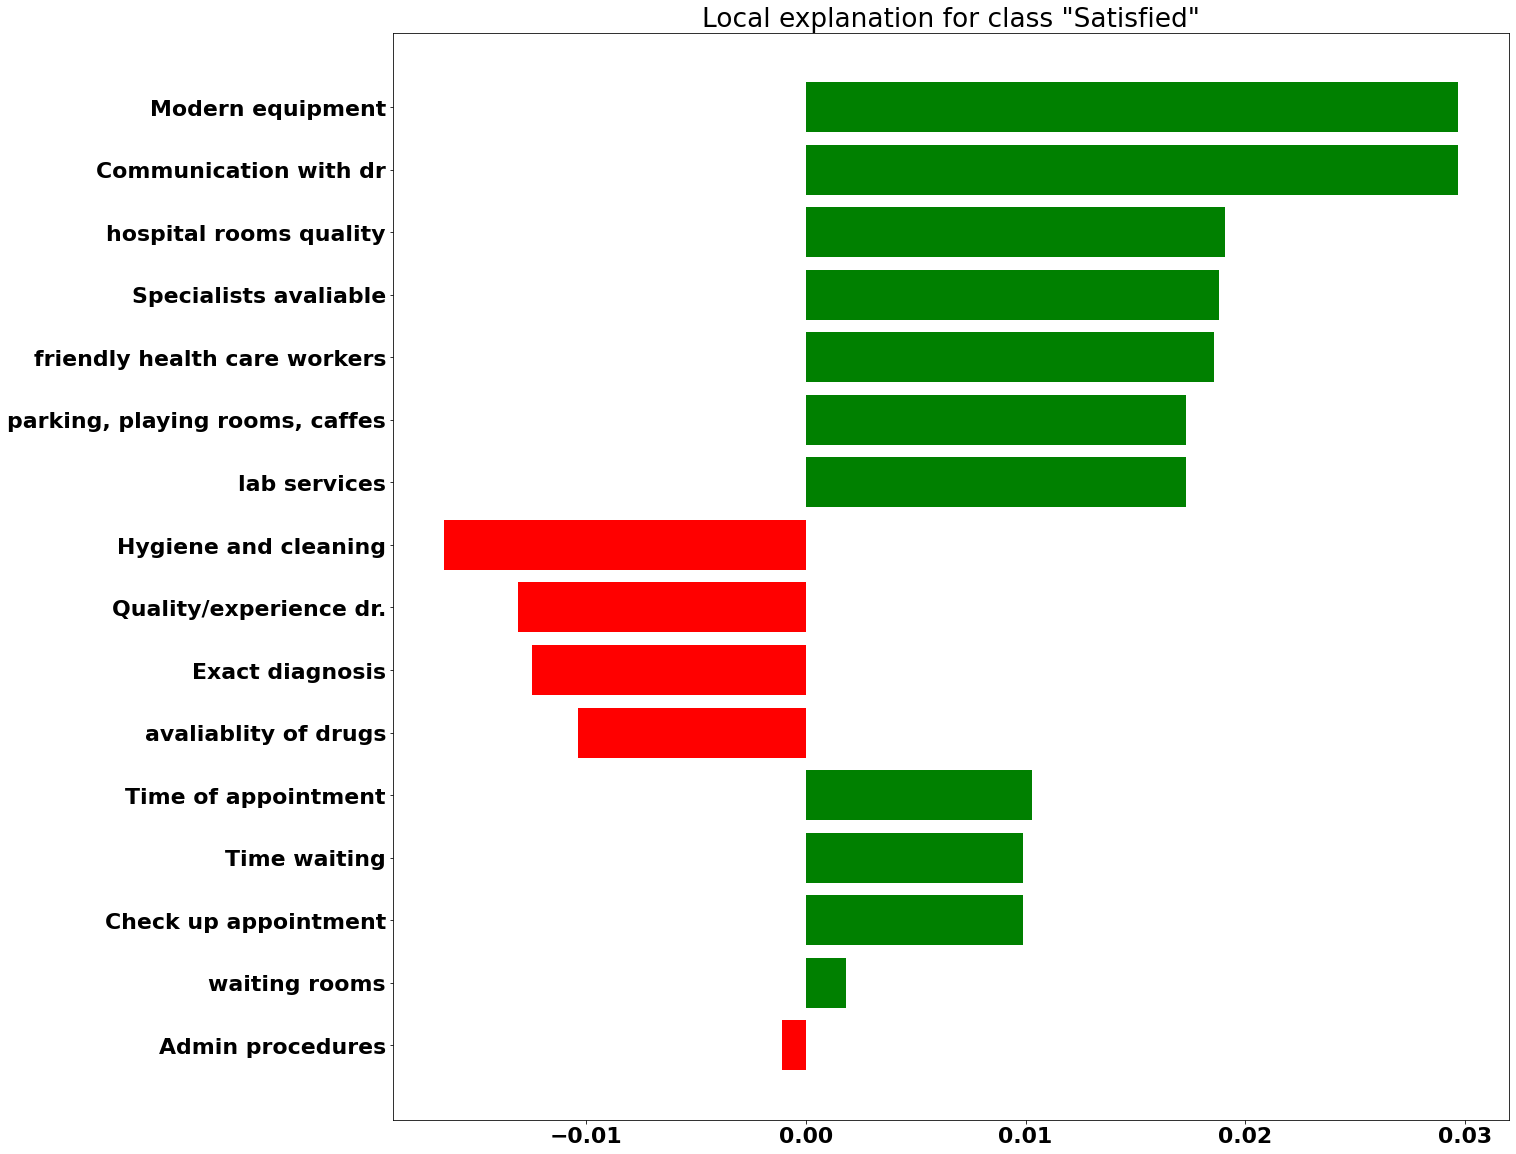 Local explanation for class "Satisfied"
Modern equipment
Communication with dr
hospital rooms quality
Specialists avaliable
friendly health care workers
parking, playing rooms, caffes
lab services
Hygiene and cleaning
Quality/experience dr.
Exact diagnosis
avaliablity of drugs
Time of appointment
Time waiting
Check up appointment
waiting rooms
Admin procedures
−0.01 0.00 0.01 0.02 0.03